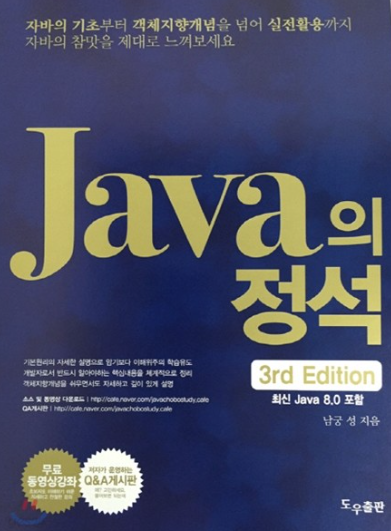 자바의 기초부터 객체지향개념을 넘어 실전활용까지
자바의 참맛을 제대로 느껴보세요
Java의
정석
3rd Edition
최신 Java 8.0 포함
남궁 성 지음
기본원리의 자세한 설명으로 암기보다 이해위주의 학습유도
개발자로서 반드시 알아야하는 핵심내용을 체계적으로 정리
객체지향개념을 쉬우면서도 자세하고 깊이 있게 설명
소스 및 동영상 다운로드 | http://cafe.naver.com/javachobostudy.cafe
Q&A게시판 | http://cafe.naver.com/javachobostudy.cafe
무료
동영상강좌
저자가 운영하는
Q&A게시판
도우출판